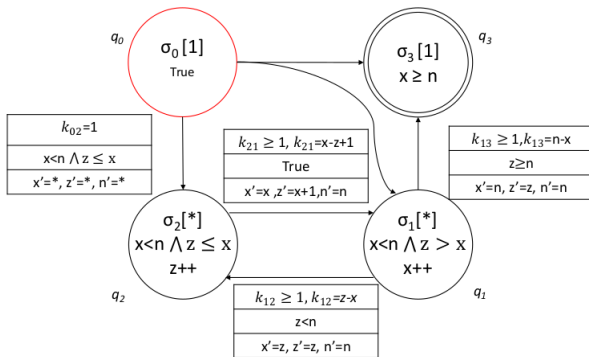 q₀
σ₀ [1]
True
q₃
σ₃ [1]
x ≥ n
k₀₂=1
x<n ⋀ z ≤ x
x′=*, z′=*, n′=*
k₂₁ ≥ 1, k₂₁=x-z+1
True
x′=x ,z′=x+1,n′=n
k₁₃ ≥ 1,k₁₃=n-x
z≥n
x′=n, z′=z, n′=n
σ₂[*]
x<n ⋀ z ≤ x
z++
q₂
σ₁[*]
x<n ⋀ z > x
x++
q₁
k₁₂ ≥ 1, k₁₂=z-x
z<n
x′=z, z′=z, n′=n